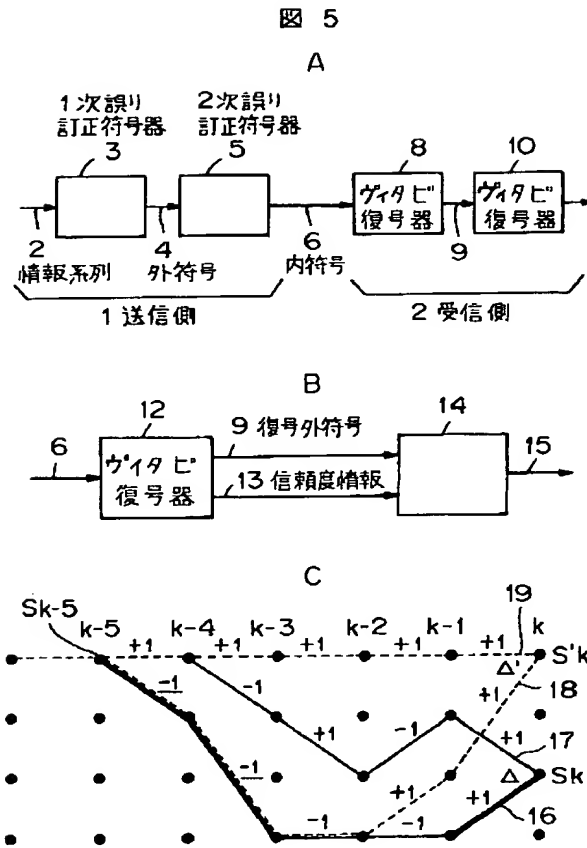 図 5
A
1次誤り
訂正符号器
3
2次誤り
訂正符号器
5
8
ヴィタビ
復号器
10
ヴィタビ
復号器
2
情報系列
4
外符号
6
内符号
9
1 送信側
2 受信側
B
12
ヴィタビ
復号器
6
9 復号外符号
13 信頼度情報
14
15
C
Sk-5
k-5 k-4 k-3 k-2 k-1 k
19
+1 +1 +1 +1 +1
S'k
Δ'
18
-1 -1 +1
+1 -1 +1
17
-1 +1 Δ Sk
+1
-1 -1
16